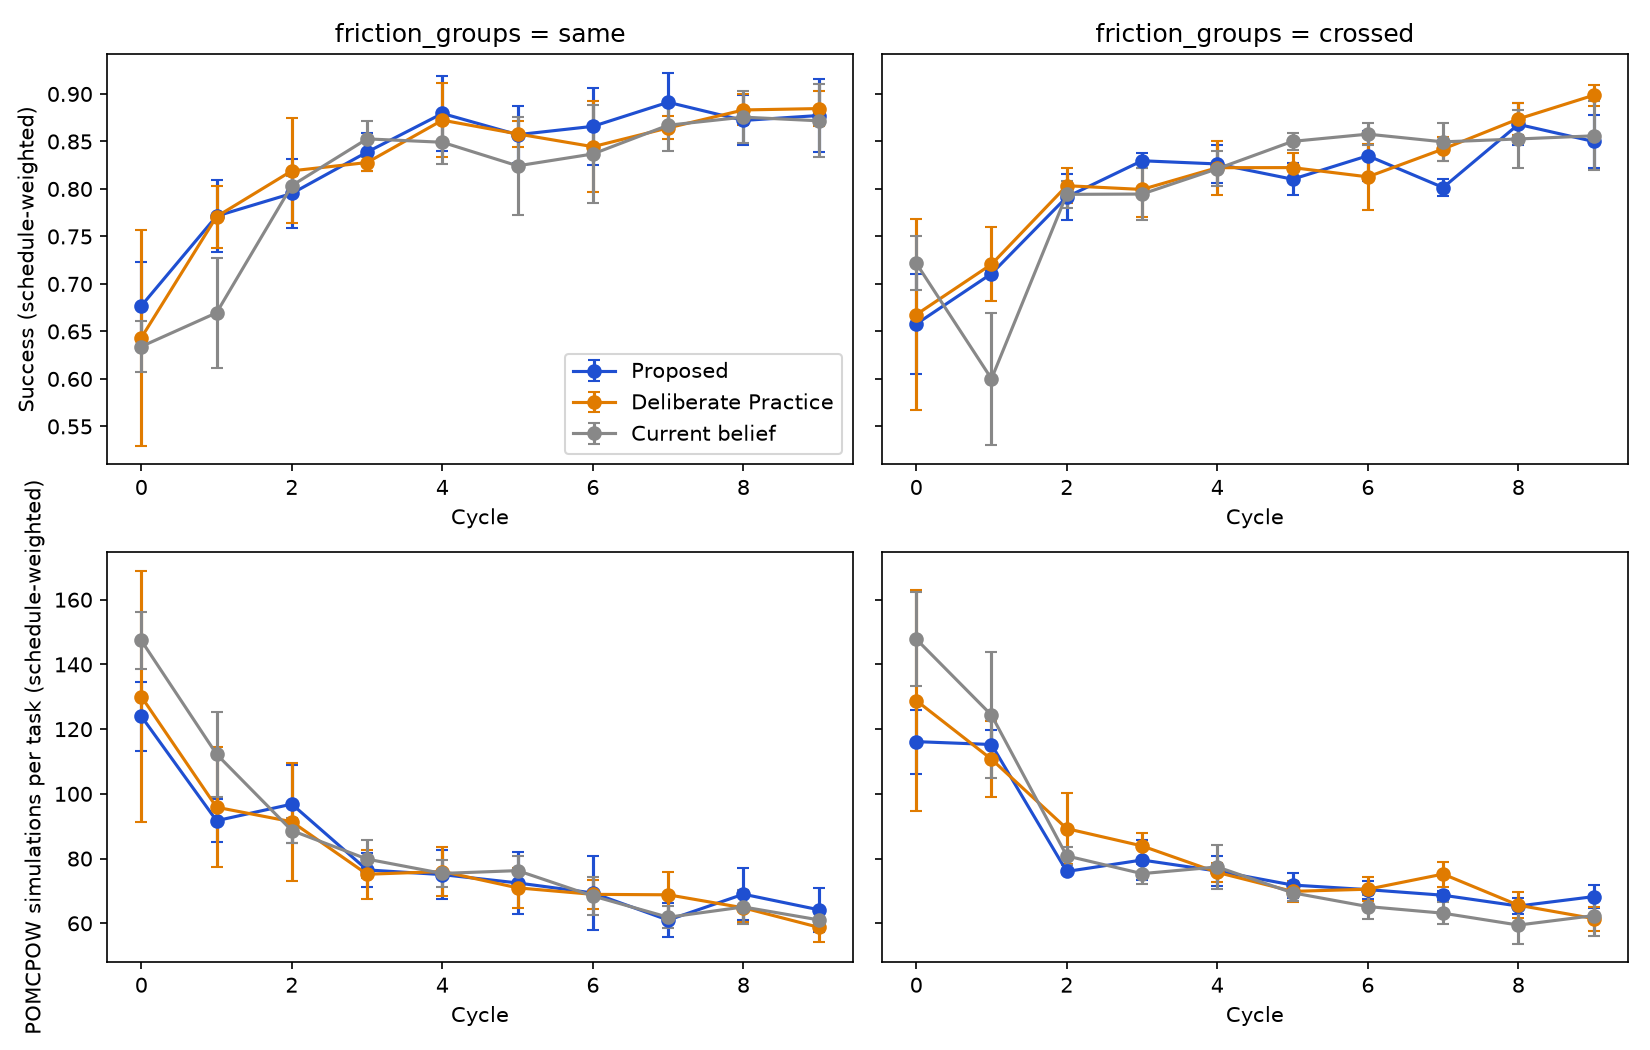 friction_groups = same
friction_groups = crossed
Success (schedule-weighted)
0.90
0.85
0.80
0.75
0.70
0.65
0.60
0.55
Proposed
Deliberate Practice
Current belief
0 2 4 6 8
Cycle
0 2 4 6 8
Cycle
POMCPOW simulations per task (schedule-weighted)
160
140
120
100
80
60
0 2 4 6 8
Cycle
0 2 4 6 8
Cycle